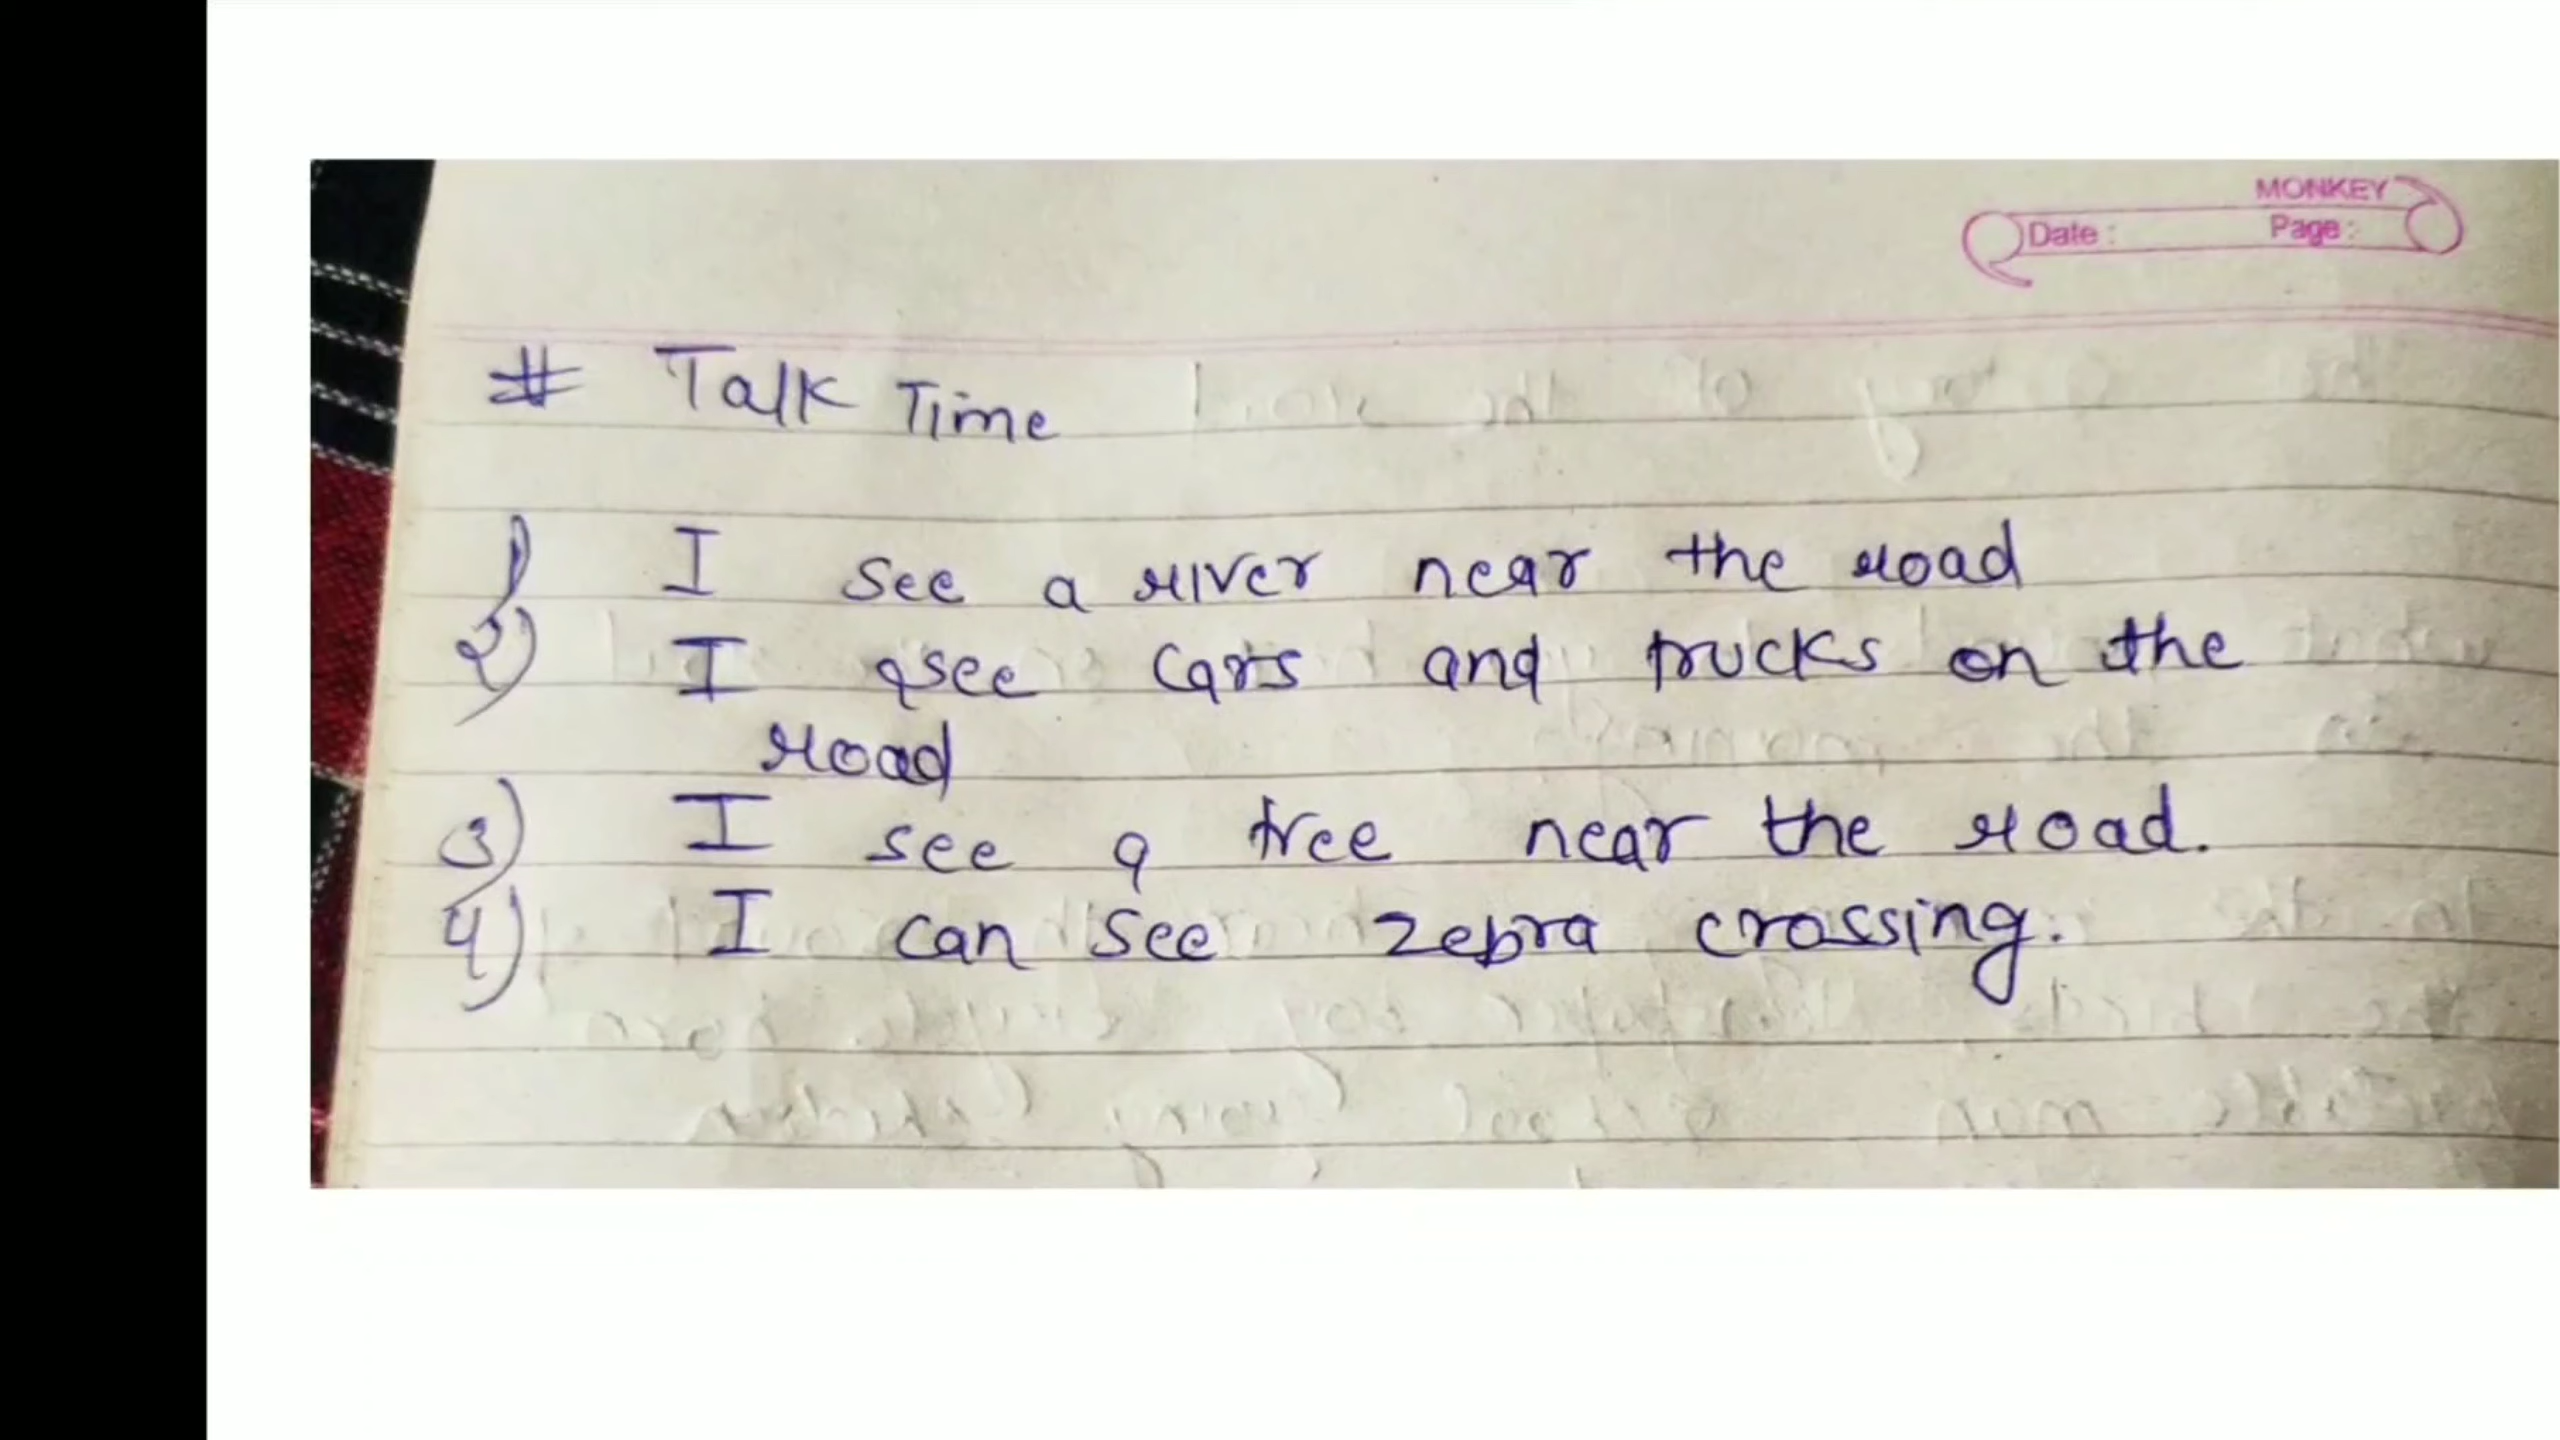 MONKEY
Date : Page :
# Talk Time
1) I see a river near the road
2) I see cars and trucks on the
road
3) I see a tree near the road.
4) I can see zebra crossing.